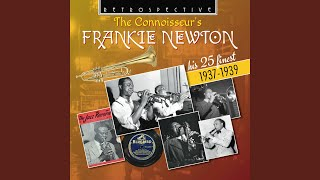 RETROSPECTIVE
The Connoisseur's
FRANKIE NEWTON
his 25 finest
1937-1939